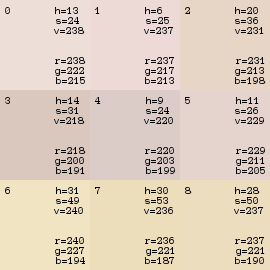 0 h=13 1 h=6 2 h=20
s=24 s=25 s=36
v=238 v=237 v=231
r=238 r=237 r=231
g=222 g=217 g=213
b=215 b=213 b=198
3 h=14 4 h=9 5 h=11
s=31 s=24 s=26
v=218 v=220 v=229
r=218 r=220 r=229
g=200 g=203 g=211
b=191 b=199 b=205
6 h=31 7 h=30 8 h=28
s=49 s=53 s=50
v=240 v=236 v=237
r=240 r=236 r=237
g=227 g=221 g=221
b=194 b=187 b=190